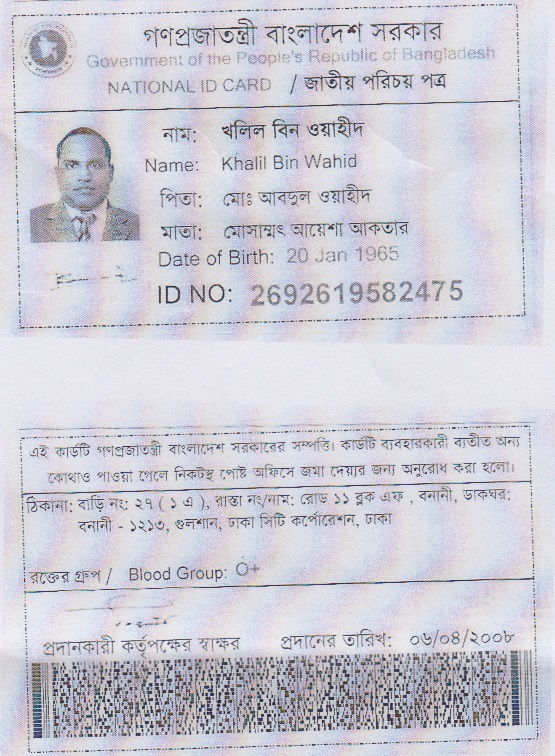 গণপ্রজাতন্ত্রী বাংলাদেশ সরকার
Government of the People's Republic of Bangladesh
NATIONAL ID CARD / জাতীয় পরিচয় পত্র
নাম: খলিল বিন ওয়াহীদ
Name: Khalil Bin Wahid
পিতা: মোঃ আবদুল ওয়াহীদ
মাতা: মোসাম্মৎ আয়েশা আকতার
Date of Birth: 20 Jan 1965
ID NO: 2692619582475
এই কার্ডটি গণপ্রজাতন্ত্রী বাংলাদেশ সরকারের সম্পত্তি। কার্ডটি ব্যবহারকারী ব্যতীত অন্য
কোথাও পাওয়া গেলে নিকটস্থ পোষ্ট অফিসে জমা দেয়ার জন্য অনুরোধ করা হলো।
ঠিকানা: বাড়ি নং: ২৭ ( ১ এ ), রাস্তা নং/নাম: রোড ১১ ব্লক এফ , বনানী, ডাকঘর:
বনানী - ১২১৩, গুলশান, ঢাকা সিটি কর্পোরেশন, ঢাকা
রক্তের গ্রুপ / Blood Group: O+
প্রদানকারী কর্তৃপক্ষের স্বাক্ষর প্রদানের তারিখ: ০৬/০৪/২০০৮